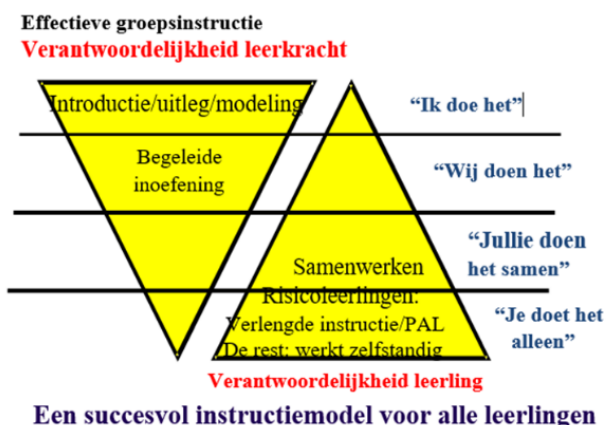 Effectieve groepsinstructie
Verantwoordelijkheid leerkracht
Introductie/uitleg/modeling
“Ik doe het”
Begeleide
inoefening
“Wij doen het”
“Jullie doen
het samen”
Samenwerken
Risicoleerlingen:
Verlengde instructie/PAL
De rest: werkt zelfstandig
“Je doet het
alleen”
Verantwoordelijkheid leerling
Een succesvol instructiemodel voor alle leerlingen